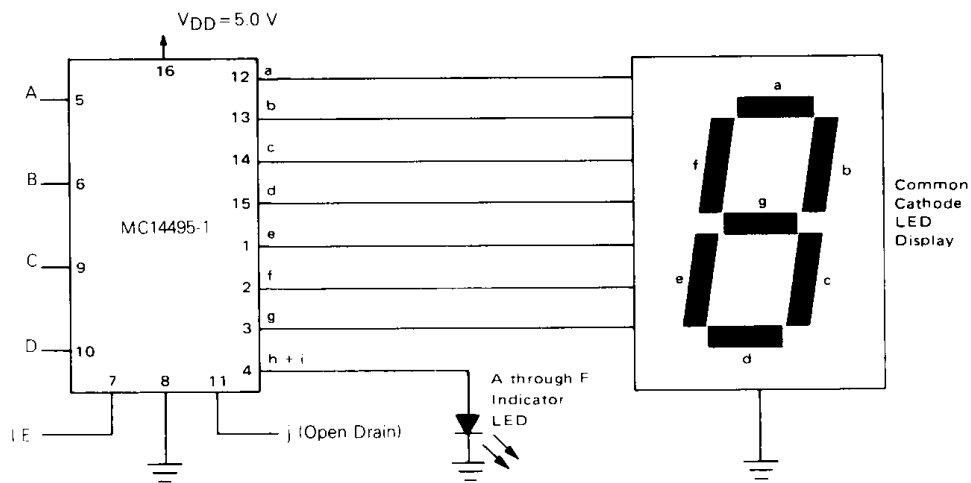 VDD = 5.0 V
16
A
5
B
6
C
9
D
10
MC14495-1
12
a
13
b
14
c
15
d
1
e
2
f
3
g
4
h + i
7
8
11
LE
j (Open Drain)
A through F
Indicator
LED
a
f
b
g
e
c
d
Common
Cathode
LED
Display